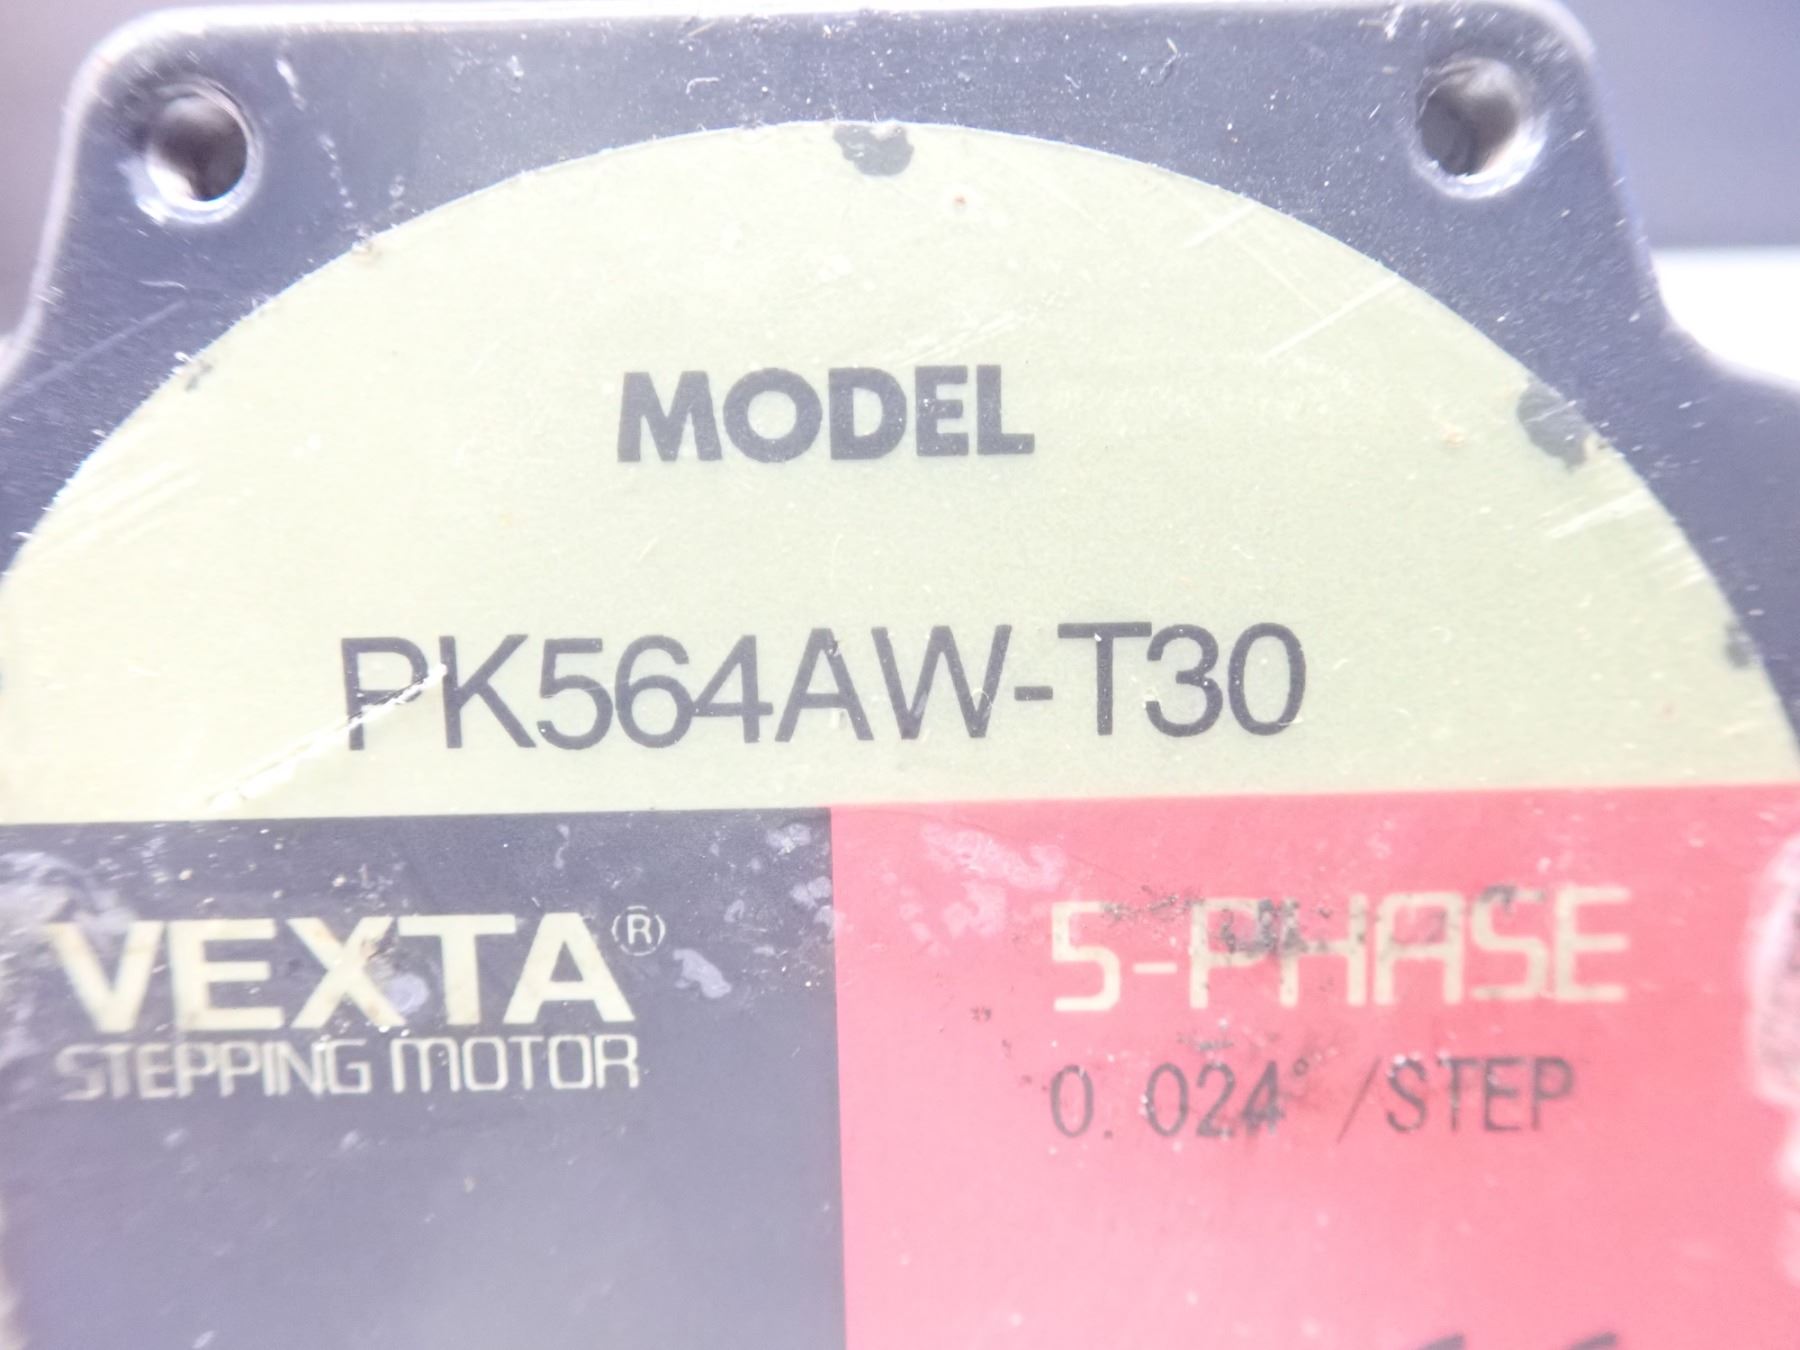 MODEL
PK564AW-T30
VEXTA®
STEPPING MOTOR
5-PHASE
0.024° /STEP